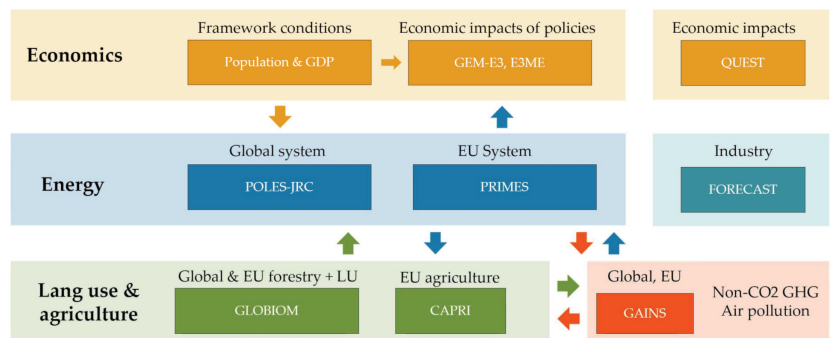 Framework conditions
Economic impacts of policies
Economic impacts
Economics
Population & GDP
GEM-E3, E3ME
QUEST
Global system
EU System
Industry
Energy
POLES-JRC
PRIMES
FORECAST
Global & EU forestry + LU
EU agriculture
Global, EU
Lang use &
agriculture
GLOBIOM
CAPRI
GAINS
Non-CO2 GHG
Air pollution